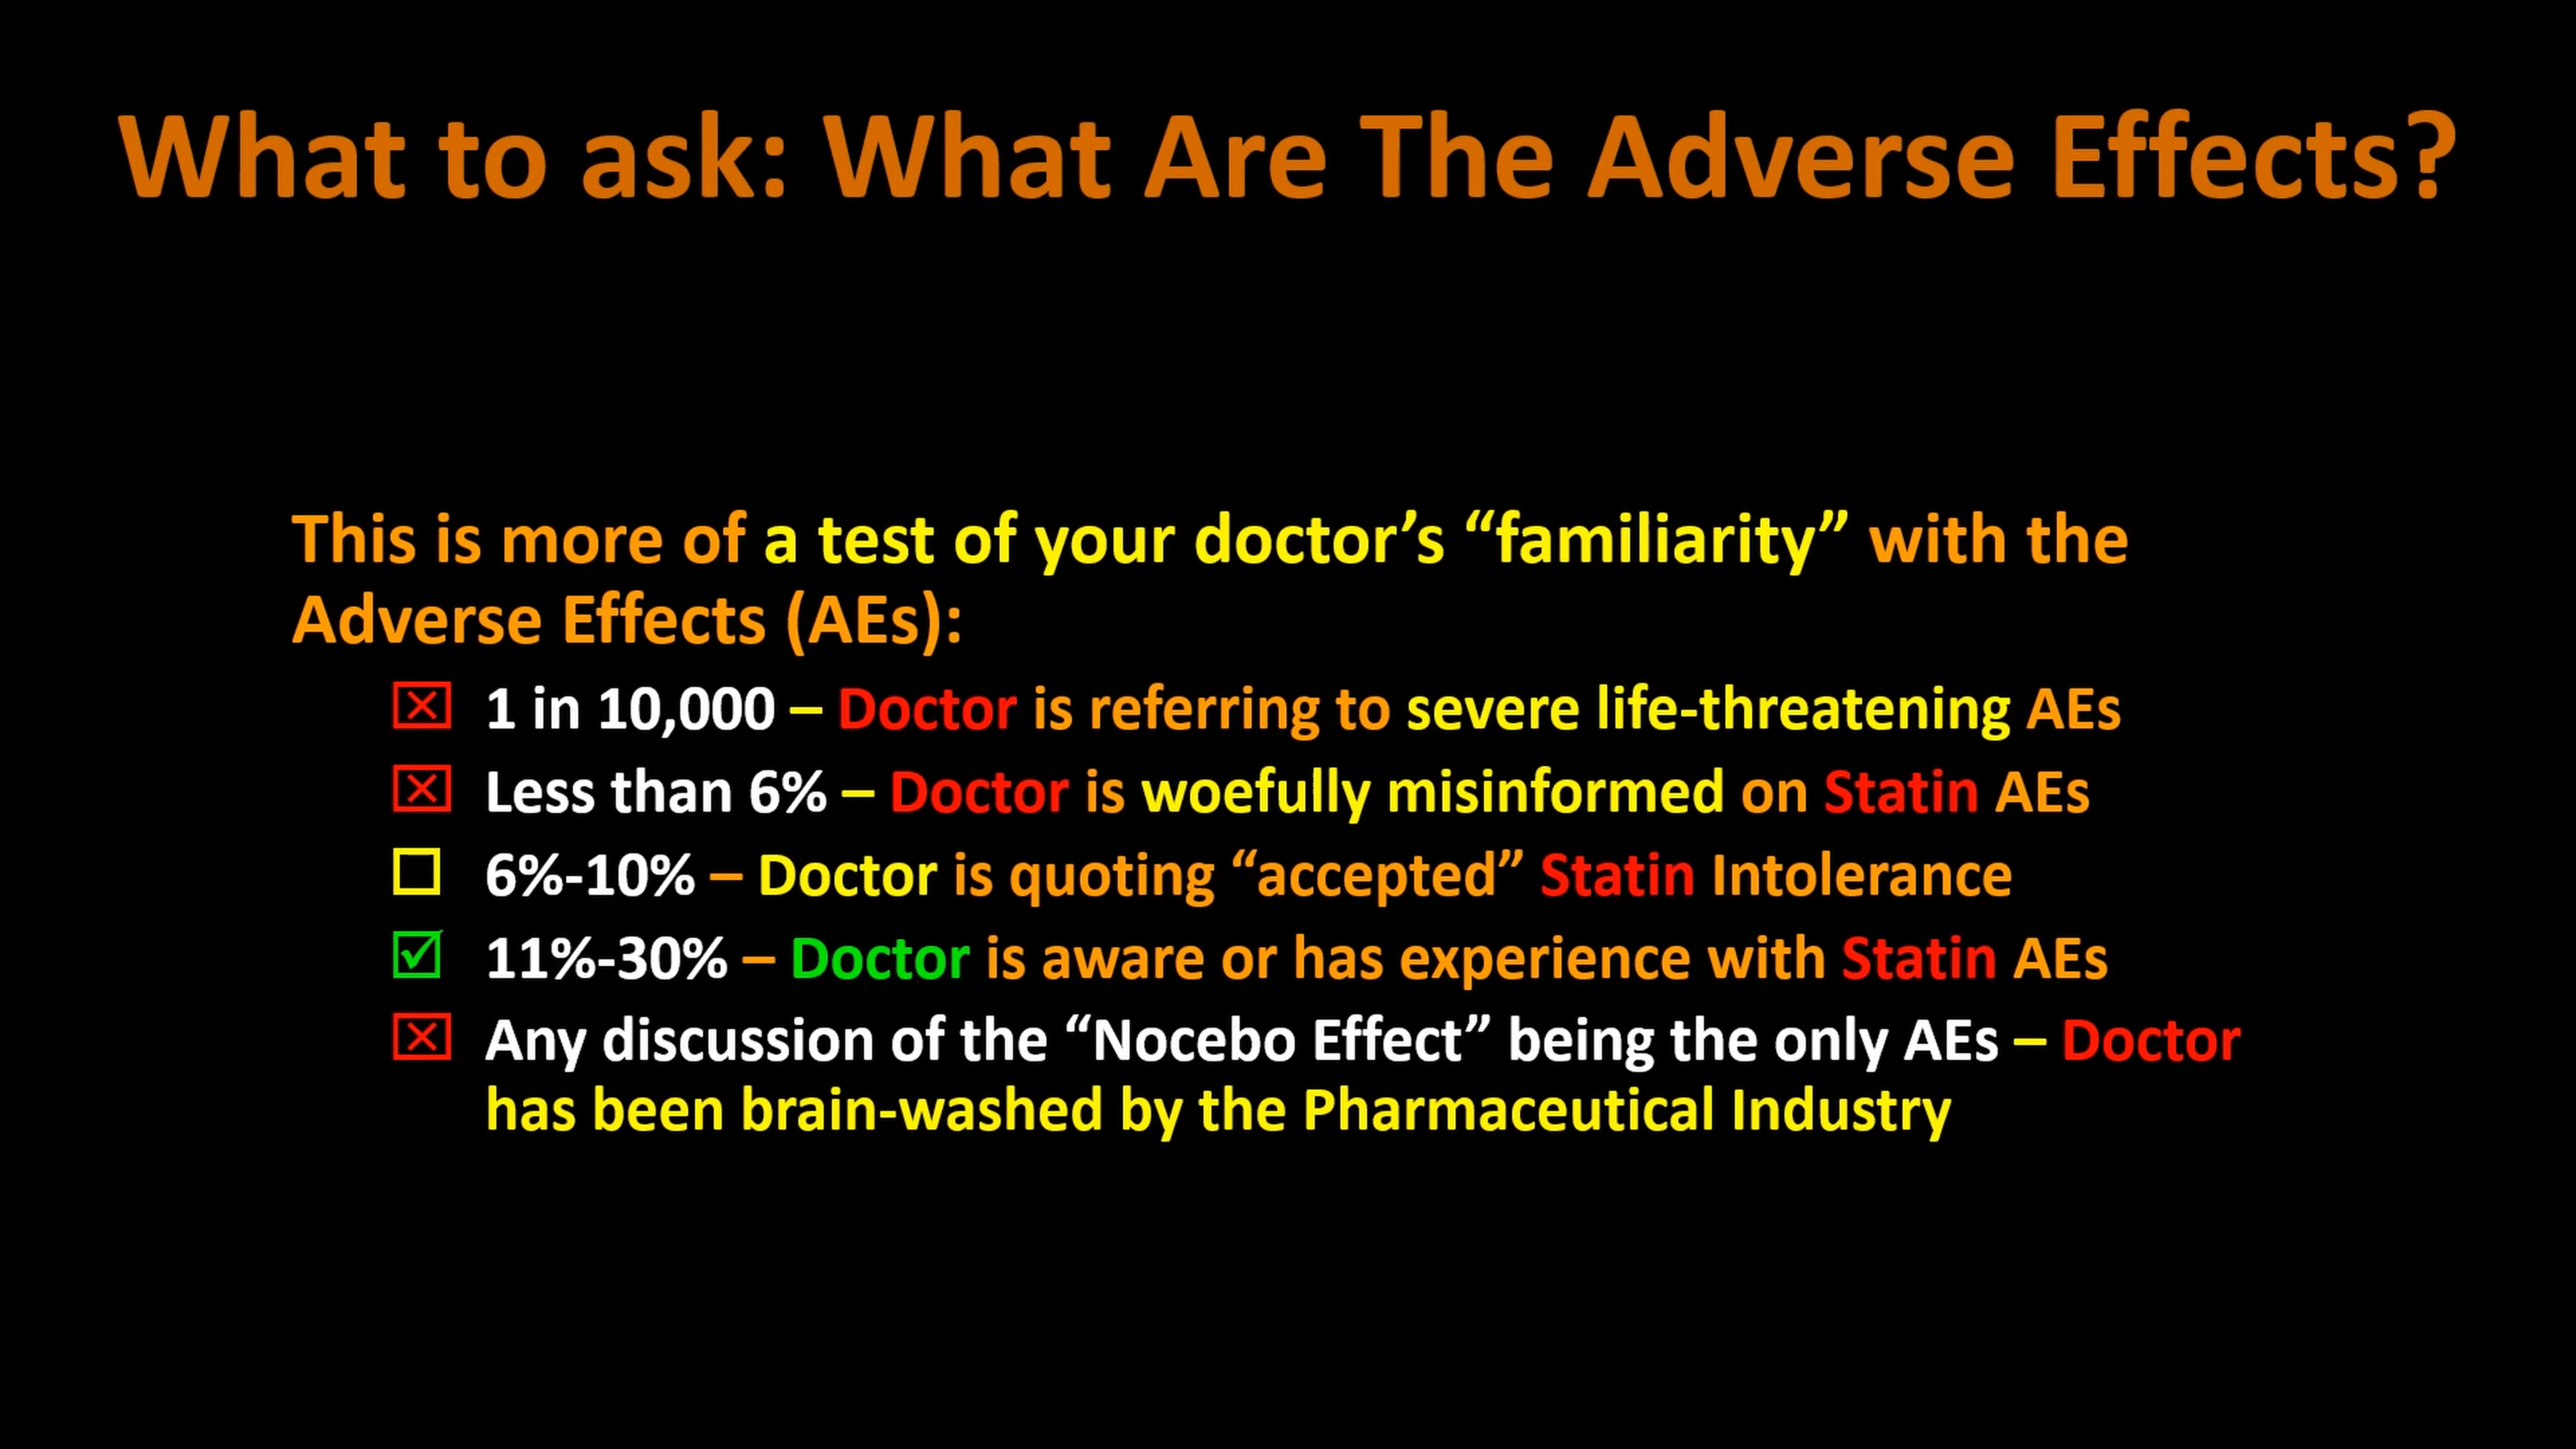 What to ask: What Are The Adverse Effects?
This is more of a test of your doctor’s “familiarity” with the
Adverse Effects (AEs):
☒ 1 in 10,000 – Doctor is referring to severe life-threatening AEs
☒ Less than 6% – Doctor is woefully misinformed on Statin AEs
☐ 6%-10% – Doctor is quoting “accepted” Statin Intolerance
☑ 11%-30% – Doctor is aware or has experience with Statin AEs
☒ Any discussion of the “Nocebo Effect” being the only AEs – Doctor
has been brain-washed by the Pharmaceutical Industry